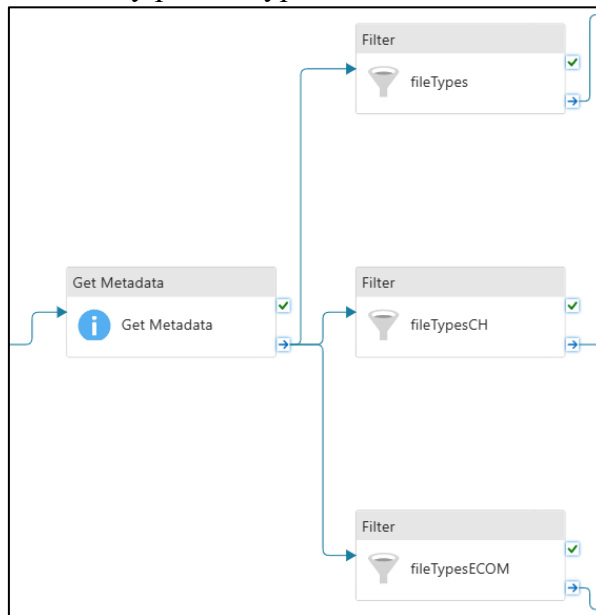 Filter
fileTypes
Get Metadata
Get Metadata
Filter
fileTypesCH
Filter
fileTypesECOM